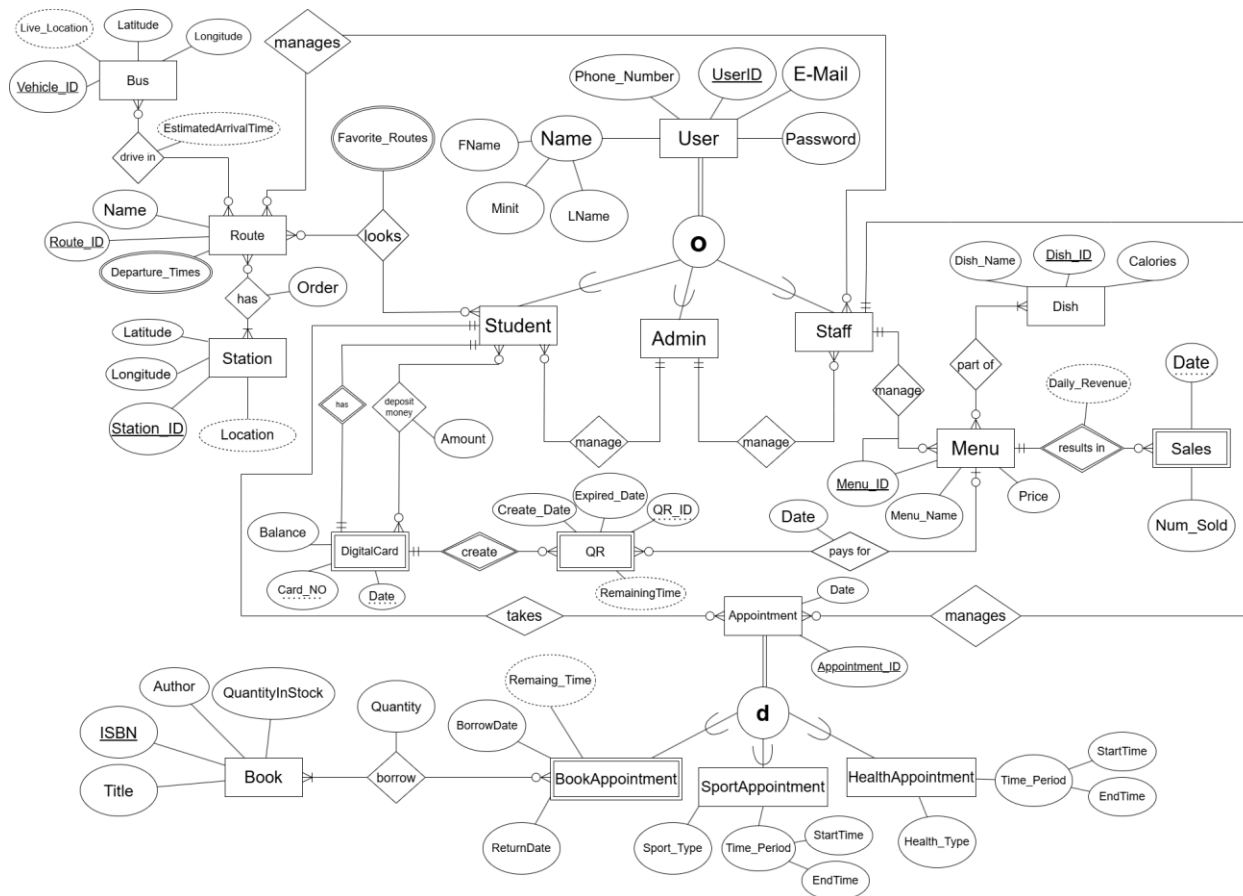 Live_Location
Latitude
Longitude
Bus
Vehicle_ID
manages
EstimatedArrivalTime
drive in
Favorite_Routes
Name
Route_ID
Route
Departure_Times
looks
has
Order
Latitude
Longitude
Station
Station_ID
Location
Phone_Number
UserID
E-Mail
FName
Name
User
Password
Minit
LName
o
Student
Admin
Staff
has
deposit
money
Amount
manage
manage
manage
Dish_Name
Dish_ID
Calories
Dish
part of
Daily_Revenue
Date
Menu
results in
Sales
Menu_ID
Menu_Name
Price
Num_Sold
Balance
DigitalCard
Card_NO
Date
create
Create_Date
Expired_Date
QR_ID
QR
RemainingTime
Date
pays for
takes
Appointment
Date
Appointment_ID
manages
d
Author
QuantityInStock
ISBN
Title
Book
Quantity
borrow
Remaing_Time
BorrowDate
BookAppointment
ReturnDate
SportAppointment
Sport_Type
Time_Period
StartTime
EndTime
HealthAppointment
Health_Type
Time_Period
StartTime
EndTime